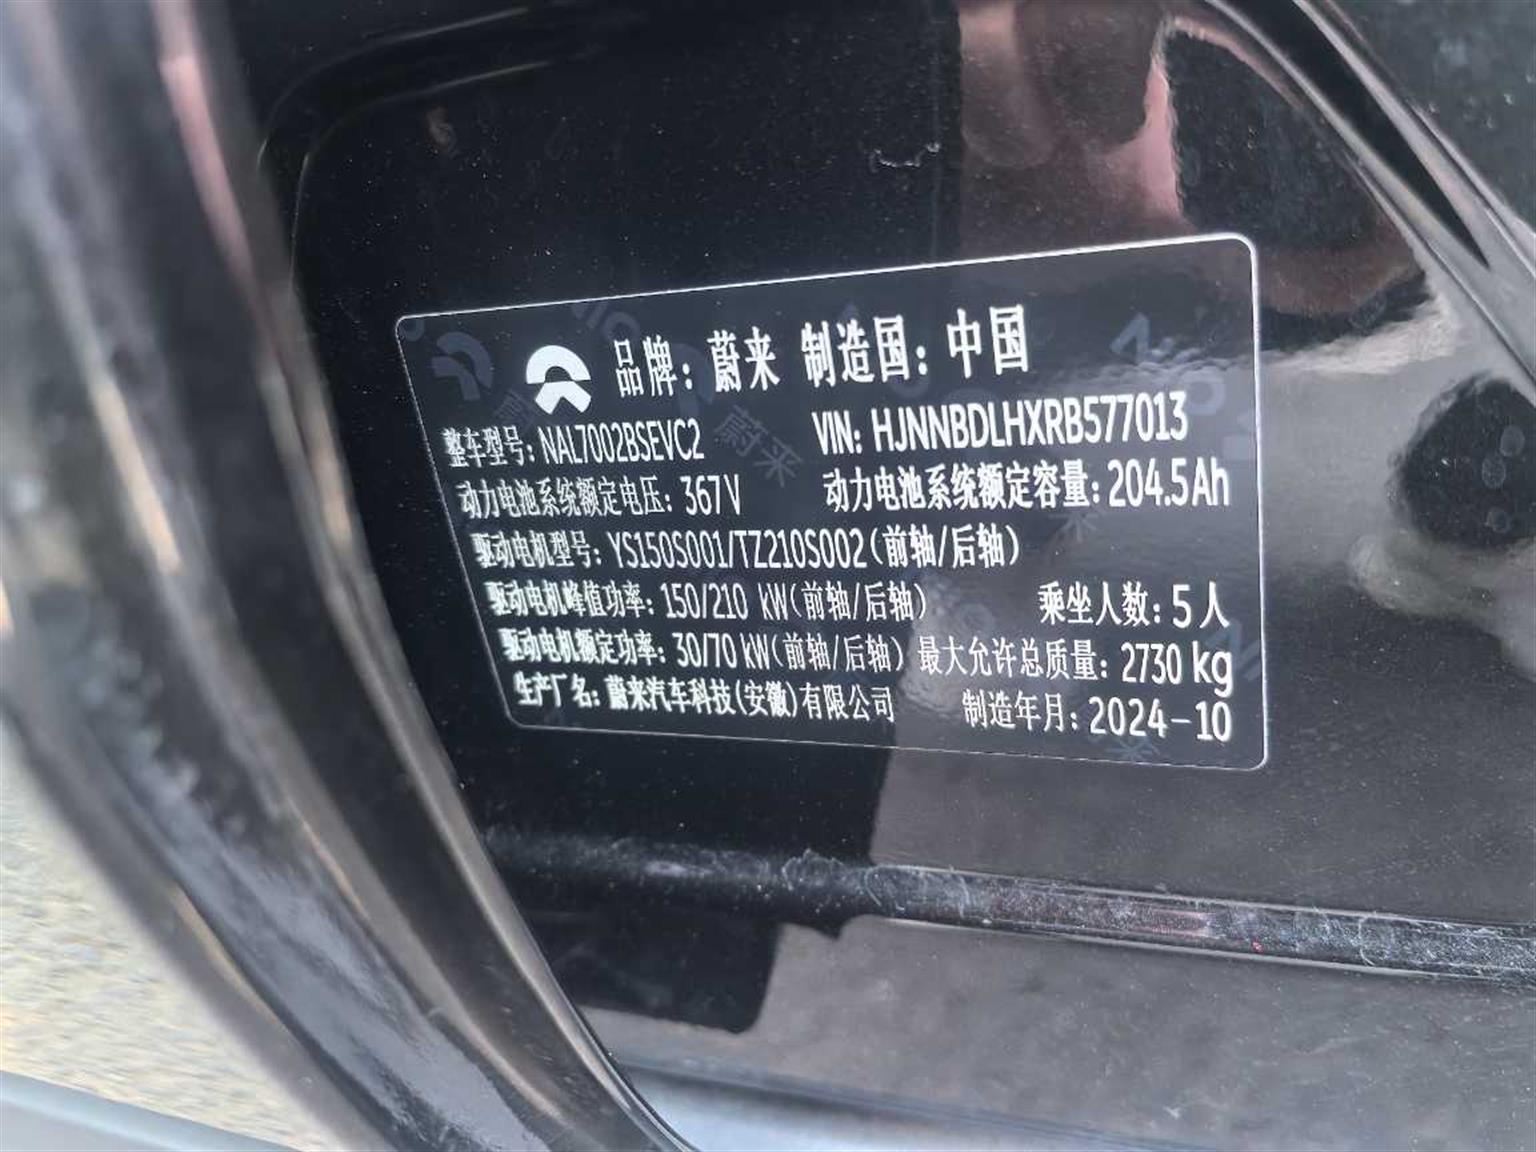 品牌：蔚来 制造国：中国
整车型号：NAL7002BSEVC2 VIN: HJNNBDLHXRB577013
动力电池系统额定电压：367V 动力电池系统额定容量：204.5Ah
驱动电机型号：YS150S001/TZ210S002(前轴/后轴)
驱动电机峰值功率：150/210 kW(前轴/后轴) 乘坐人数：5人
驱动电机额定功率：30/70 kW(前轴/后轴) 最大允许总质量：2730 kg
生产厂名：蔚来汽车科技(安徽)有限公司 制造年月：2024-10